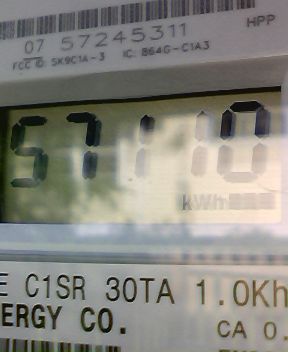 07 57245311
HPP
FCC ID: SK9C1A-3 IC: 864G-C1A3
57110
kWh
E C1SR 30TA 1.0Kh
ERGY CO.
CA 0.